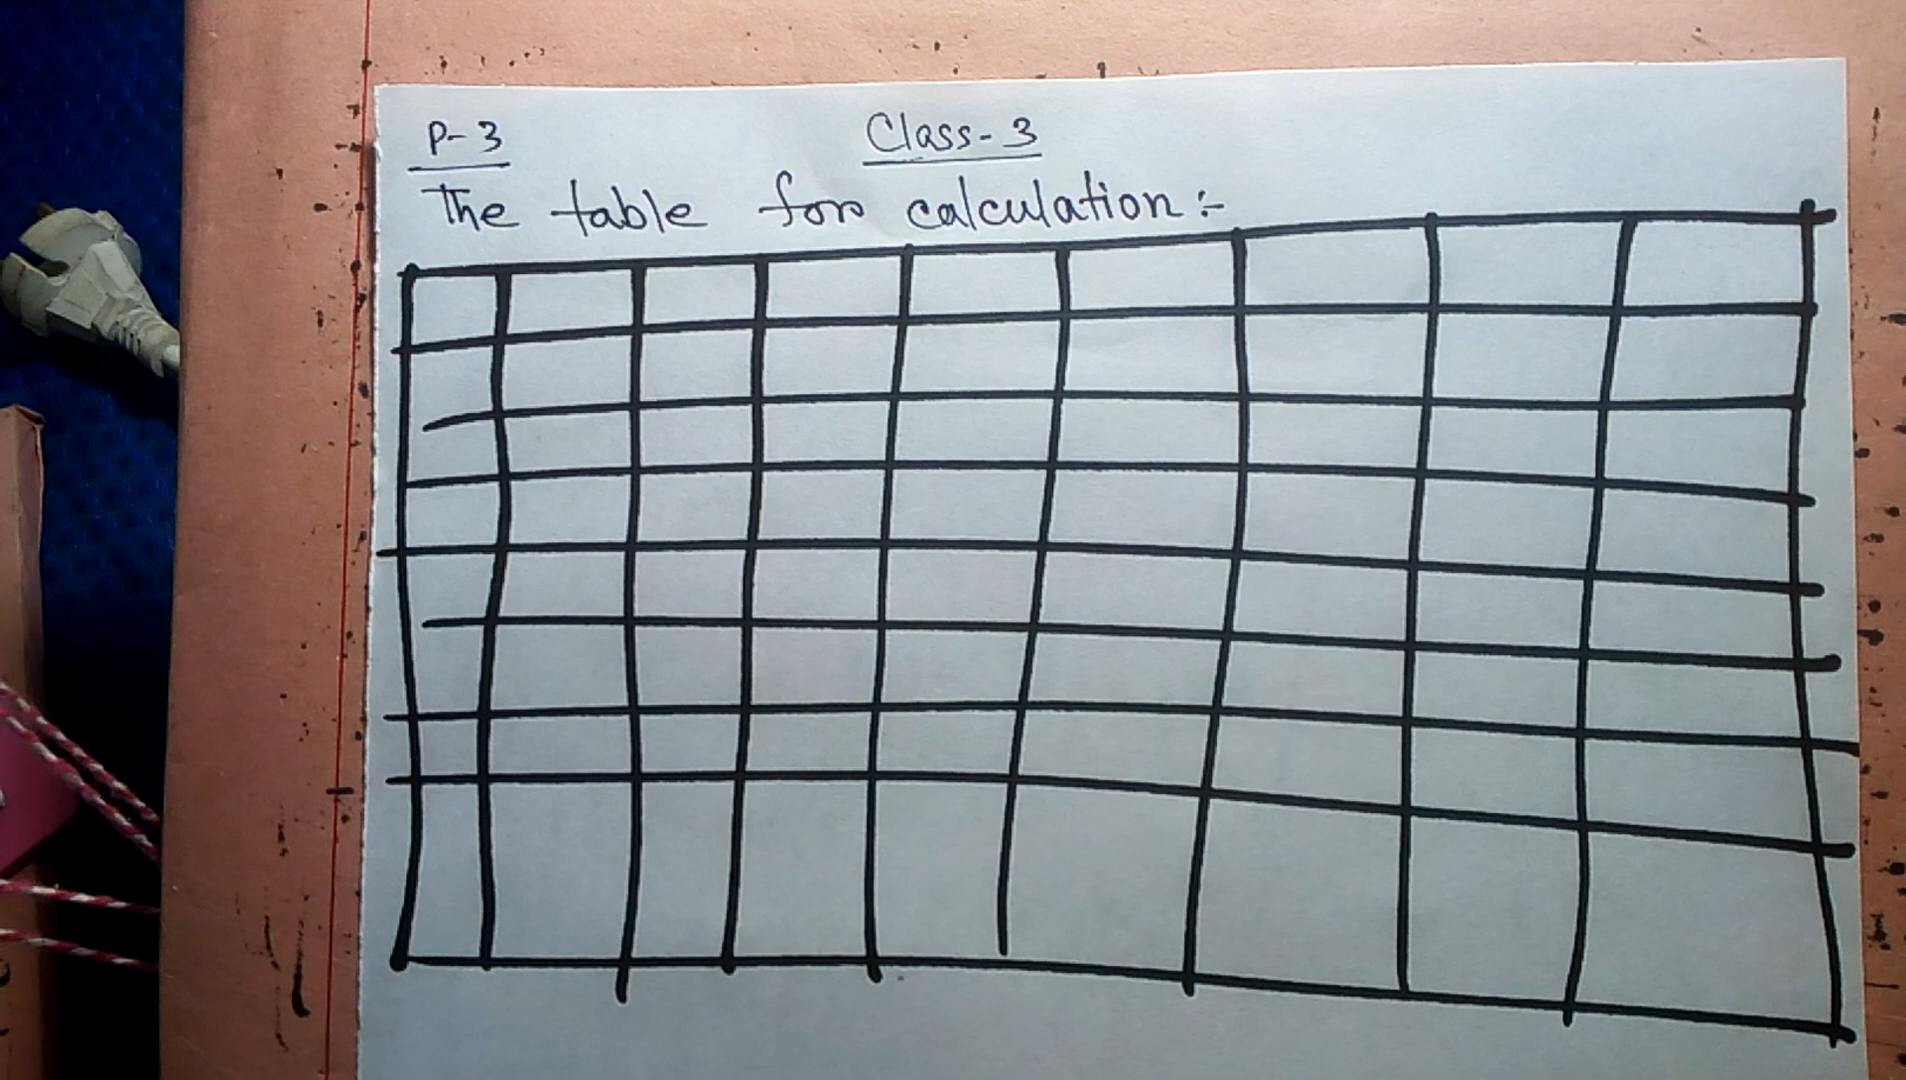 P-3
Class-3
The table for calculation:-